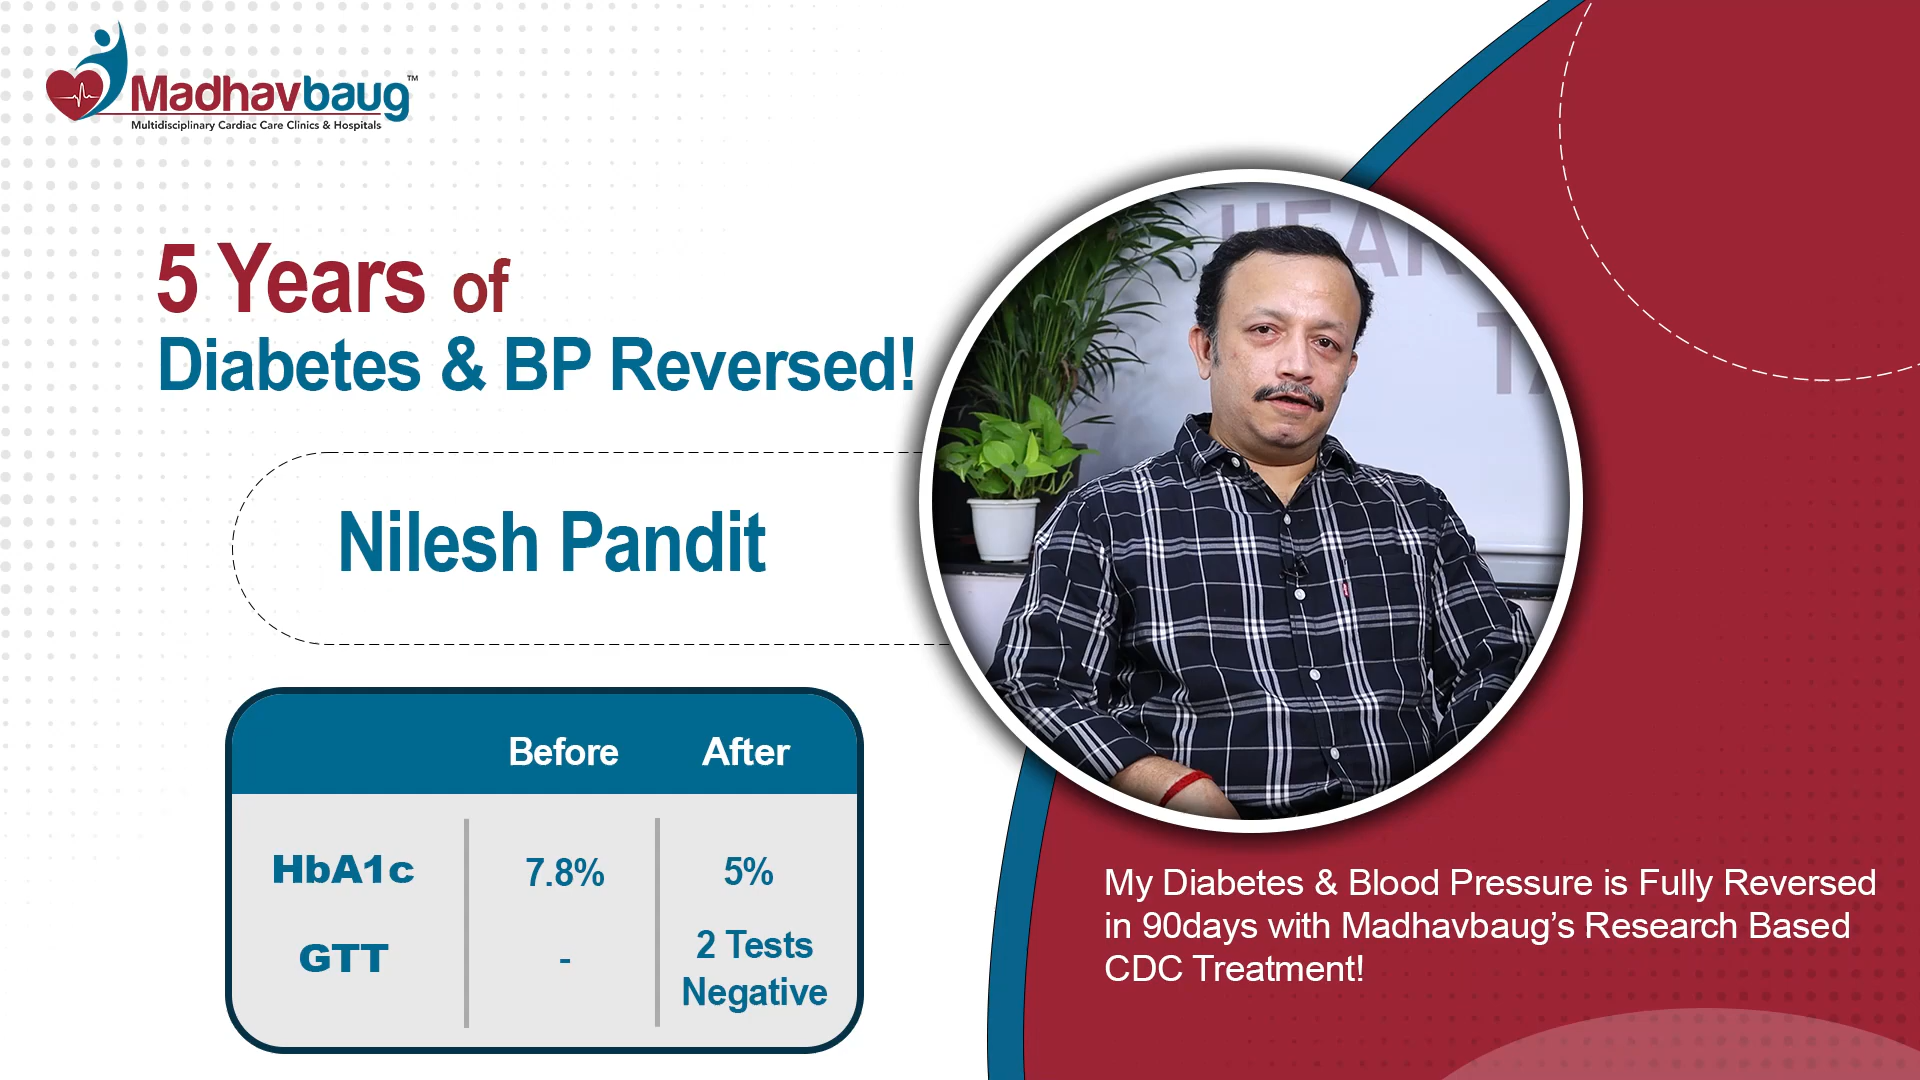 Madhavbaug™
Multidisciplinary Cardiac Care Clinics & Hospitals
5 Years of
Diabetes & BP Reversed!
Nilesh Pandit
Before After
HbA1c 7.8% 5%
GTT - 2 Tests
Negative
HEAR
TA
My Diabetes & Blood Pressure is Fully Reversed
in 90days with Madhavbaug’s Research Based
CDC Treatment!